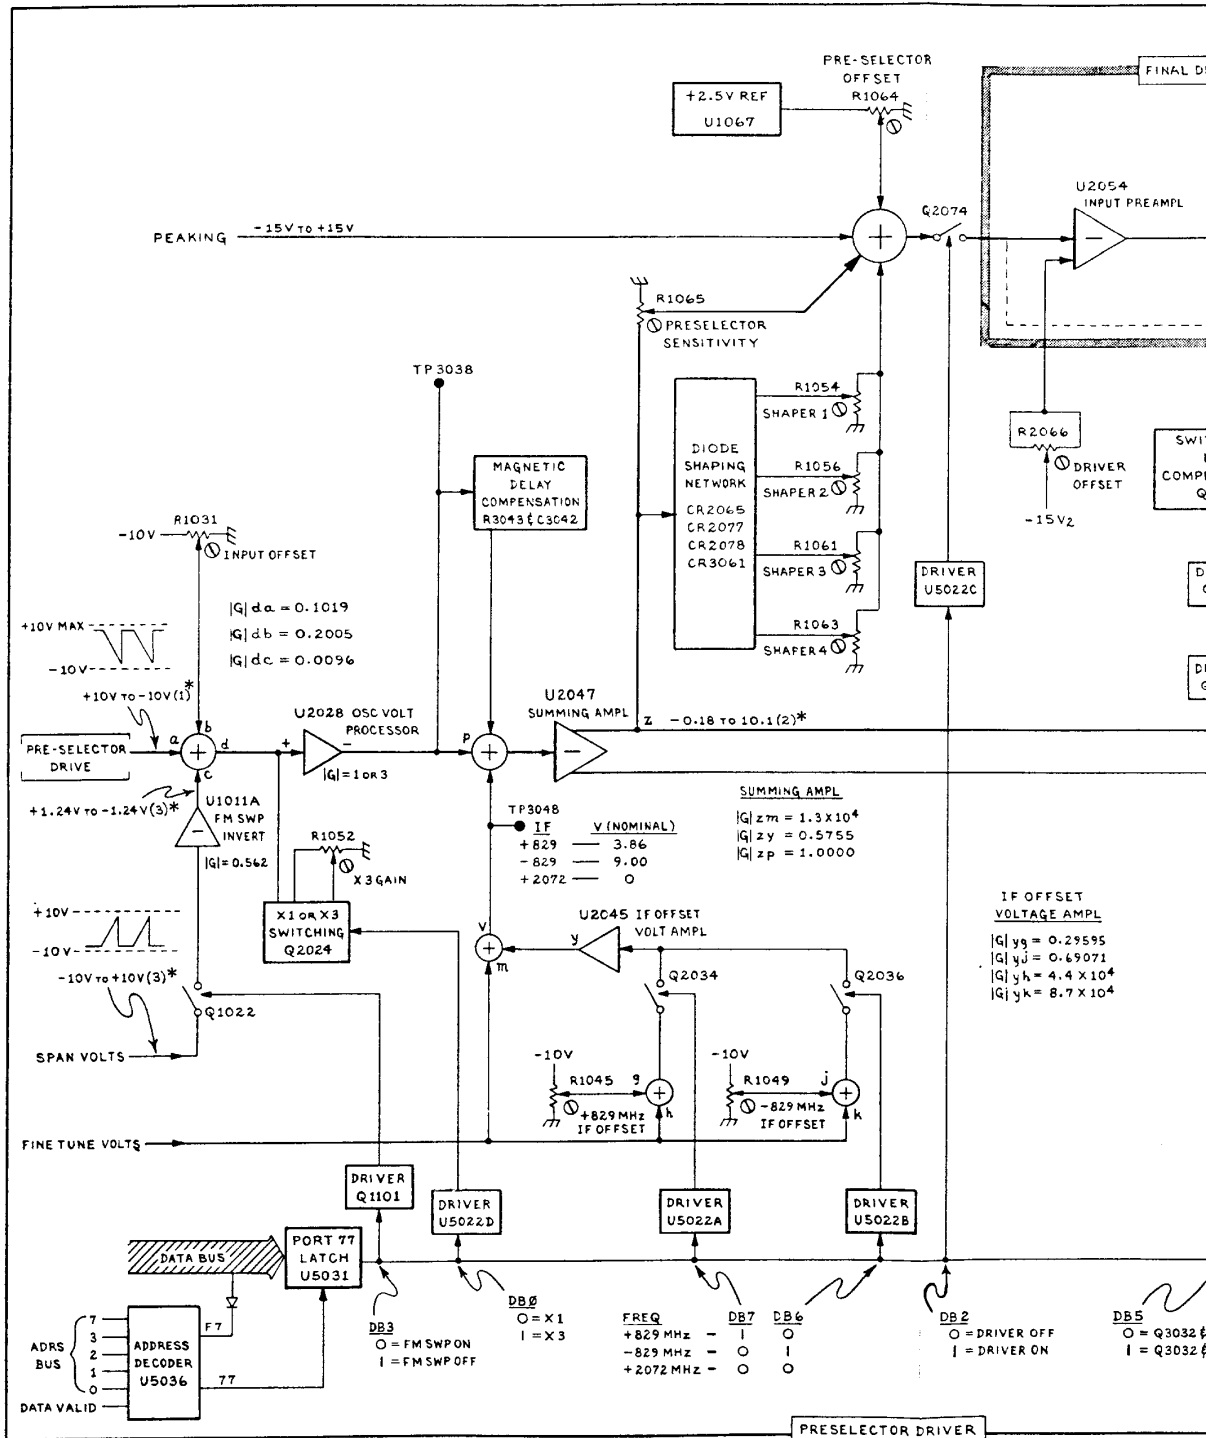 PRE-SELECTOR
OFFSET
R1064
FINAL D
+2.5V REF
U1067
U2054
INPUT PREAMPL
Q2074
PEAKING
-15V TO +15V
R1065
PRESELECTOR
SENSITIVITY
TP3038
R1054
SHAPER 1
R2066
DRIVER
OFFSET
-15V2
MAGNETIC
DELAY
COMPENSATION
R3043 & C3042
DIODE
SHAPING
NETWORK
CR2065
CR2077
CR2078
CR3061
R1056
SHAPER 2
R1061
SHAPER 3
R1063
SHAPER 4
DRIVER
U5022C
SWI
COMPE
Q
D
D
R1031
-10V
INPUT OFFSET
|G| da = 0.1019
|G| db = 0.2005
|G| dc = 0.0096
+10V MAX
-10V
+10V TO -10V (1)*
PRE-SELECTOR
DRIVE
a
b
c
d
U2028 OSC VOLT
PROCESSOR
+
-
|G| = 1 OR 3
p
U2047
SUMMING AMPL
z
-0.18 TO 10.1 (2)*
+1.24V TO -1.24V (3)*
U1011A
FM SWP
INVERT
|G| = 0.562
R1052
X3 GAIN
X1 OR X3
SWITCHING
Q2024
TP3048
IF V (NOMINAL)
+829 — 3.86
-829 — 9.00
+2072 — 0
SUMMING AMPL
|G| zm = 1.3 X 10⁴
|G| zy = 0.5755
|G| zp = 1.0000
+10V
-10V
-10V TO +10V (3)*
Q1022
SPAN VOLTS
V
m
y
U2045 IF OFFSET
VOLT AMPL
Q2034
Q2036
IF OFFSET
VOLTAGE AMPL
|G| yg = 0.29595
|G| yj = 0.69071
|G| yh = 4.4 X 10⁴
|G| yk = 8.7 X 10⁴
-10V
R1045
g
h
+829 MHz
IF OFFSET
-10V
R1049
j
k
-829 MHz
IF OFFSET
FINE TUNE VOLTS
DRIVER
Q1101
DRIVER
U5022D
DRIVER
U5022A
DRIVER
U5022B
DATA BUS
PORT 77
LATCH
U5031
ADRS
BUS
7
3
2
1
0
DATA VALID
ADDRESS
DECODER
U5036
F7
77
DB3
0 = FM SWP ON
1 = FM SWP OFF
DBØ
0 = X1
1 = X3
FREQ DB7 DB6
+829 MHz - 1 0
-829 MHz - 0 1
+2072 MHz - 0 0
DB2
0 = DRIVER OFF
1 = DRIVER ON
DB5
0 = Q3032 &
1 = Q3032 &
PRESELECTOR DRIVER